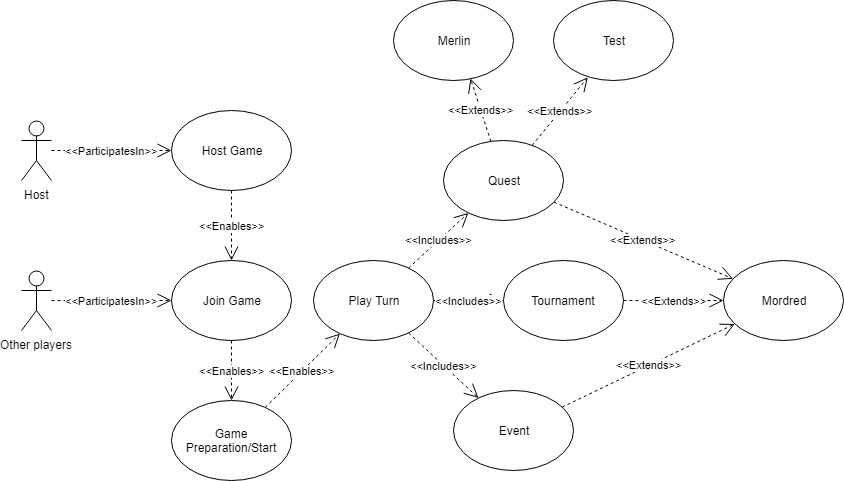 Merlin
Test
<<Extends>>
<<Extends>>
Host
<<ParticipatesIn>>
Host Game
Quest
<<Enables>>
<<Includes>>
<<Extends>>
Other players
<<ParticipatesIn>>
Join Game
Play Turn
<<Includes>>
Tournament
<<Extends>>
Mordred
<<Enables>>
<<Enables>>
<<Includes>>
<<Extends>>
Game
Preparation/Start
Event